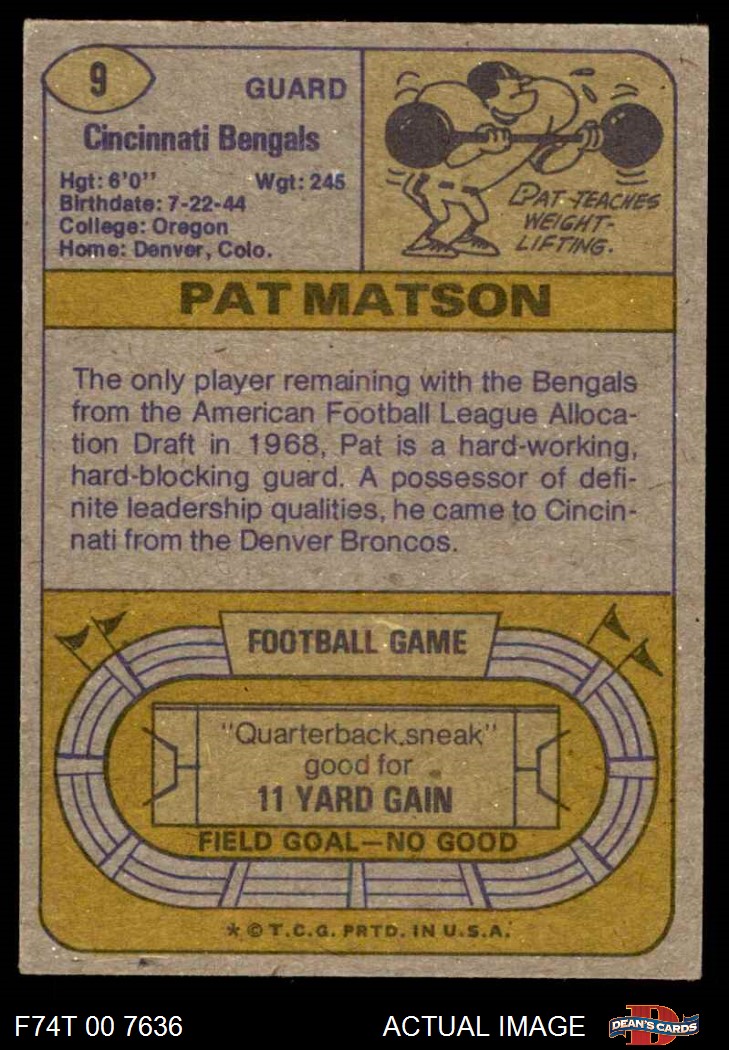 9
GUARD
Cincinnati Bengals
Hgt: 6'0" Wgt: 245
Birthdate: 7-22-44
College: Oregon
Home: Denver, Colo.
PAT TEACHES
WEIGHT-
LIFTING.
PAT MATSON
The only player remaining with the Bengals
from the American Football League Alloca-
tion Draft in 1968, Pat is a hard-working,
hard-blocking guard. A possessor of defi-
nite leadership qualities, he came to Cincin-
nati from the Denver Broncos.
FOOTBALL GAME
"Quarterback sneak"
good for
11 YARD GAIN
FIELD GOAL—NO GOOD
* © T.C.G. PRTD. IN U.S.A.
F74T 00 7636 ACTUAL IMAGE
D
DEAN'S CARDS